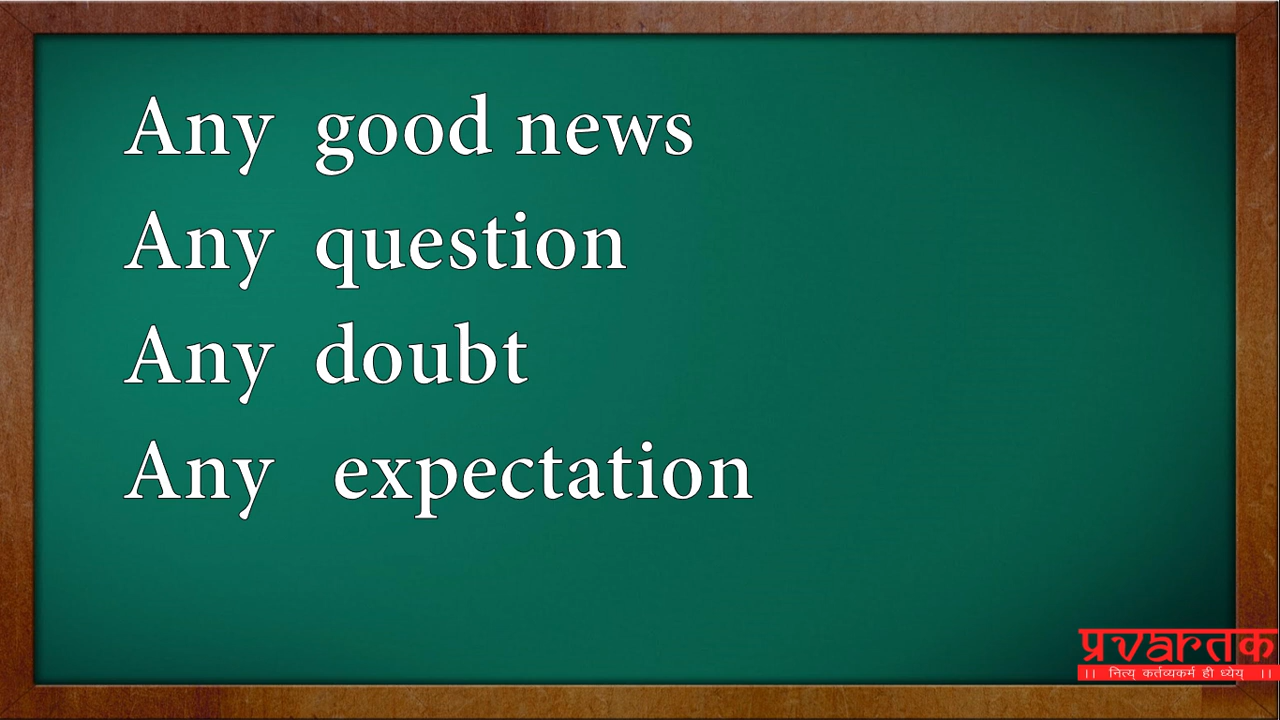 Any good news
Any question
Any doubt
Any expectation
प्रvartक
।। नित्य कर्तव्यकर्म ही ध्येय ।।